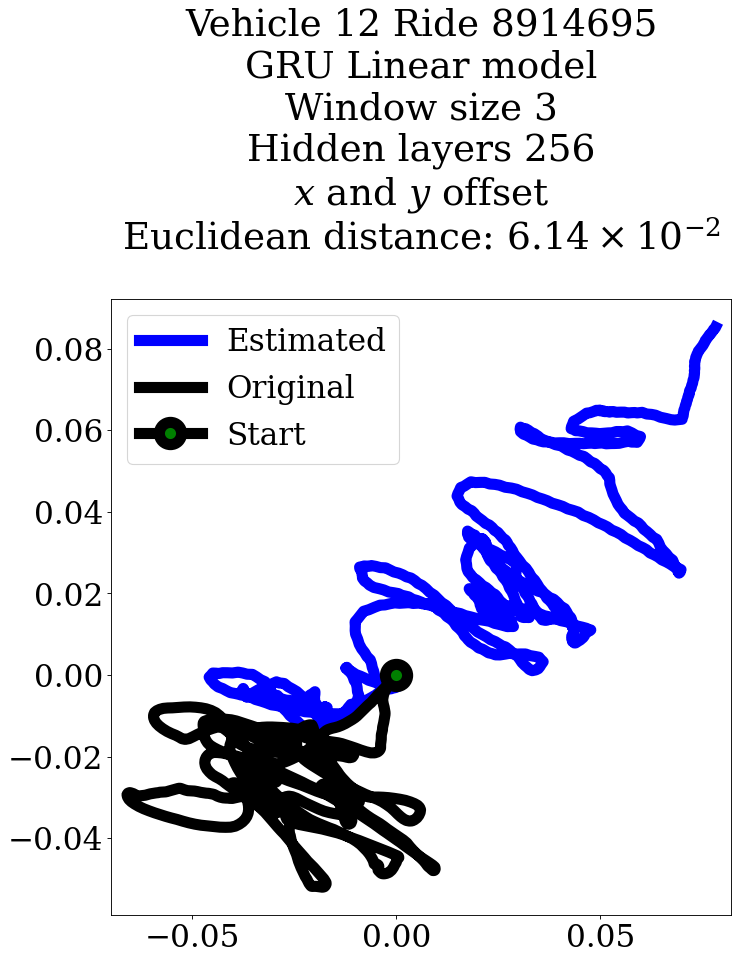 Vehicle 12 Ride 8914695
GRU Linear model
Window size 3
Hidden layers 256
x and y offset
Euclidean distance: 6.14 × 10⁻²
Estimated
Original
Start
0.08
0.06
0.04
0.02
0.00
−0.02
−0.04
−0.05 0.00 0.05